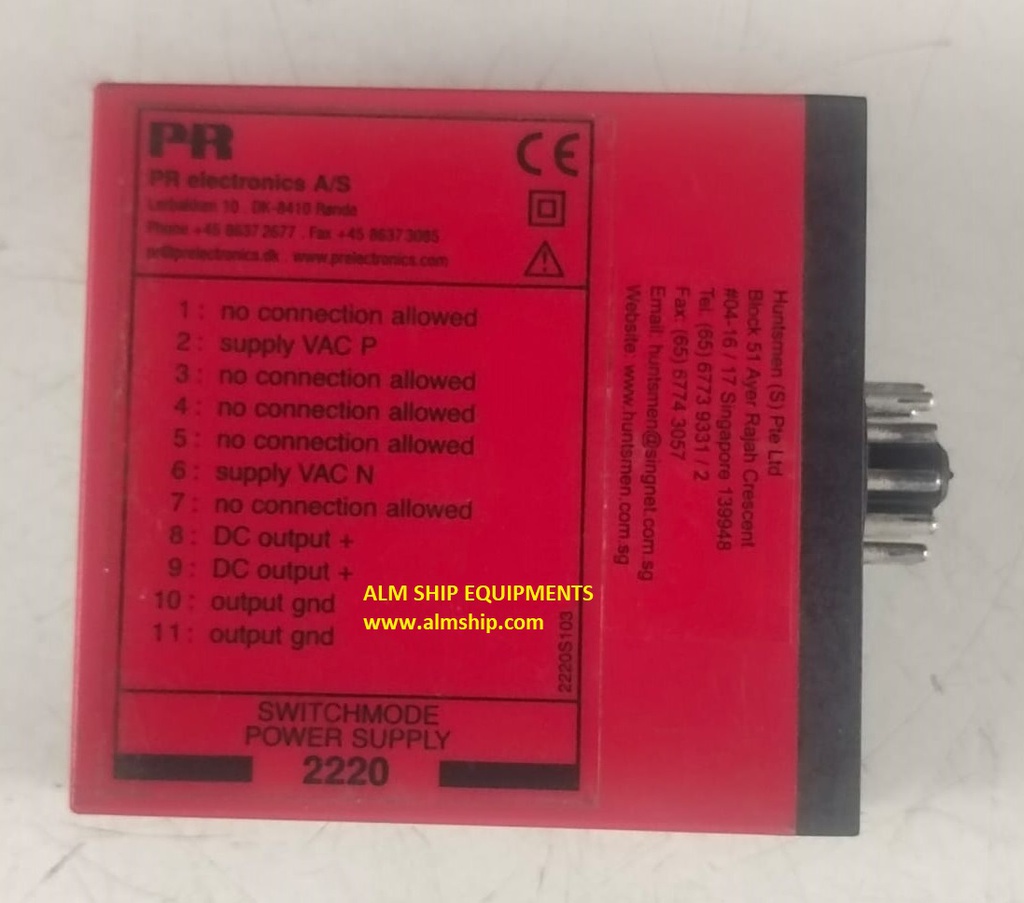 PR
PR electronics A/S
Lerbakken 10 . DK-8410 Rønde
Phone +45 8637 2677 . Fax +45 8637 3085
pr@prelectronics.dk www.prelectronics.com
CE
1 : no connection allowed
2 : supply VAC P
3 : no connection allowed
4 : no connection allowed
5 : no connection allowed
6 : supply VAC N
7 : no connection allowed
8 : DC output +
9 : DC output +
10 : output gnd
11 : output gnd
2220S103
SWITCHMODE
POWER SUPPLY
2220
Huntsmen (S) Pte Ltd
Block 51 Ayer Rajah Crescent
#04-16 / 17 Singapore 139948
Tel. (65) 6773 9331 / 2
Fax. (65) 6774 3057
Email: huntsmen@singnet.com.sg
Website: www.huntsmen.com.sg
ALM SHIP EQUIPMENTS
www.almship.com